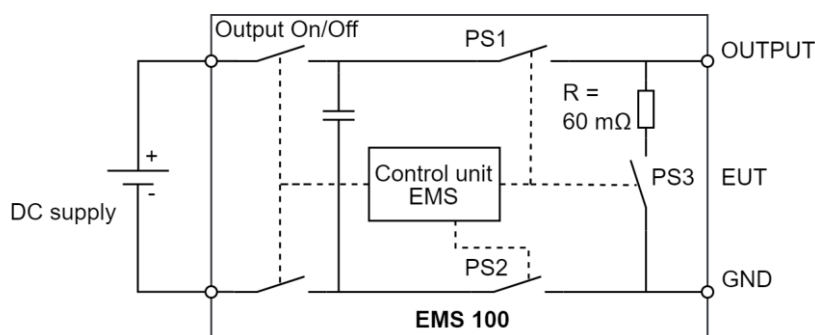 Output On/Off
PS1
OUTPUT
R =
60 mΩ
+
-
DC supply
Control unit
EMS
PS3
EUT
PS2
GND
EMS 100